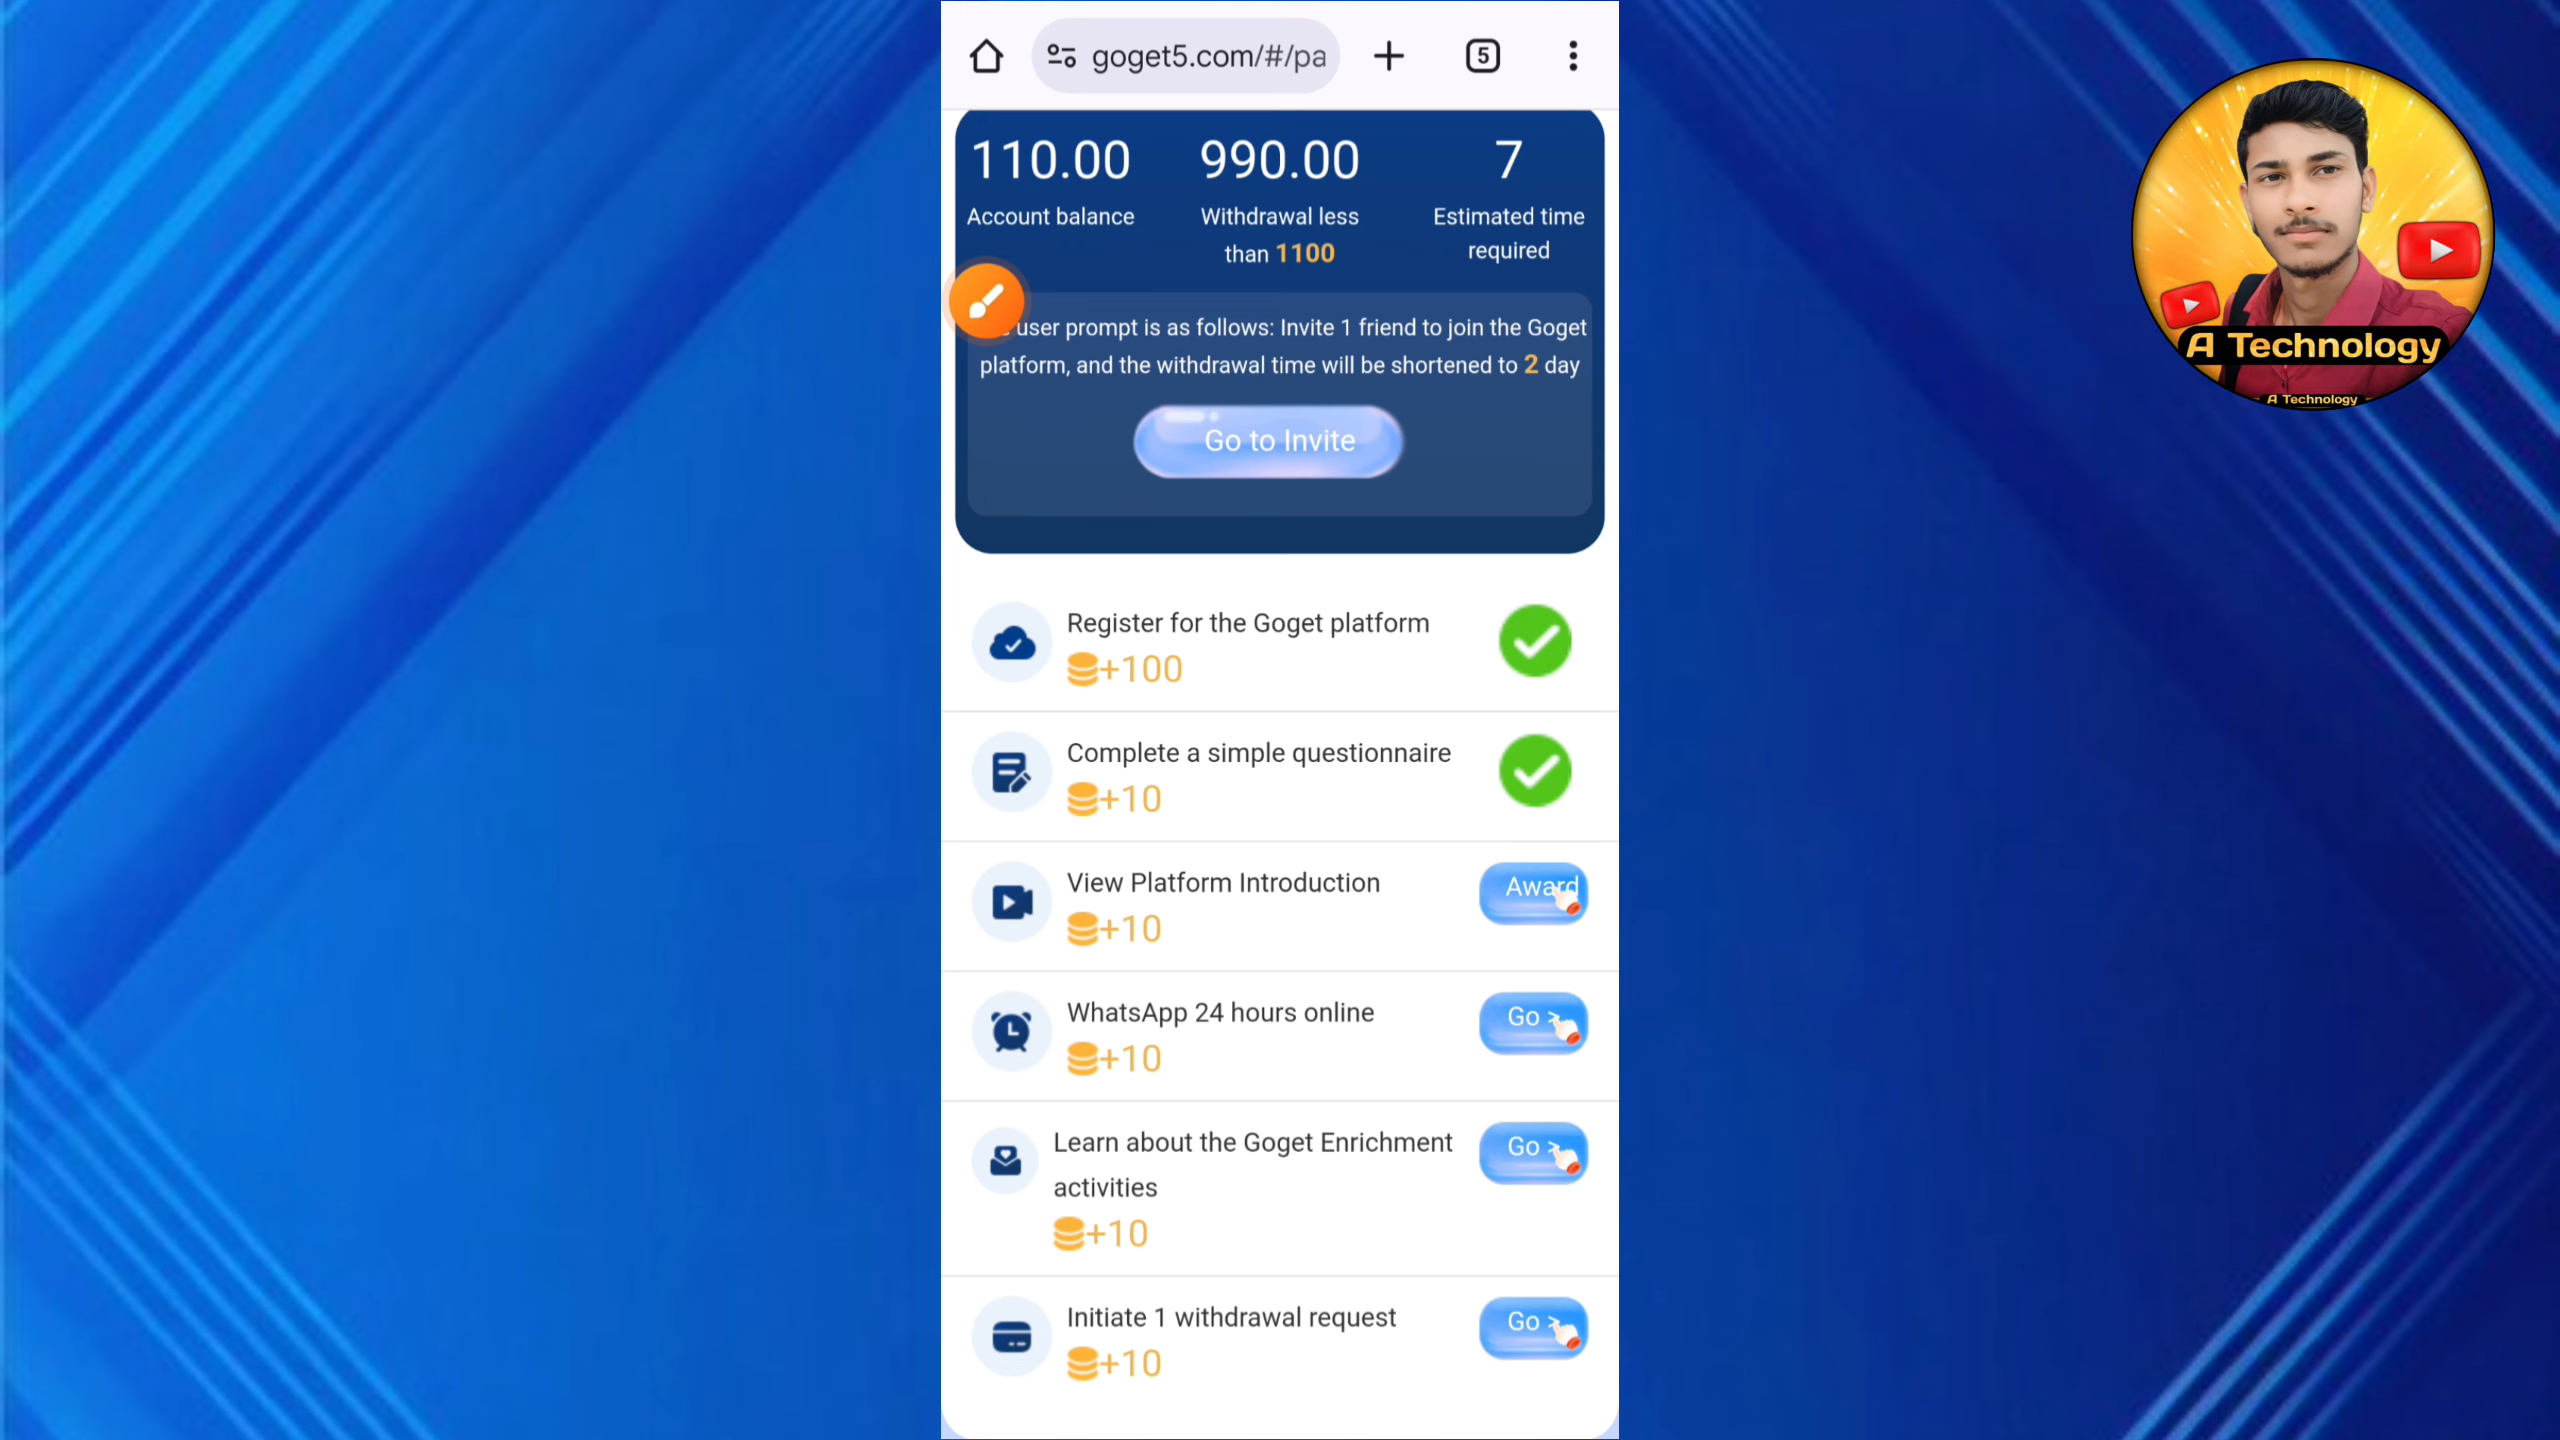 goget5.com/#/pa
5
110.00
990.00
7
Account balance
Withdrawal less
than 1100
Estimated time
required
user prompt is as follows: Invite 1 friend to join the Goget
platform, and the withdrawal time will be shortened to 2 day
Go to Invite
Register for the Goget platform
+100
Complete a simple questionnaire
+10
View Platform Introduction
+10
Award
WhatsApp 24 hours online
+10
Go >
Learn about the Goget Enrichment
activities
+10
Go >
Initiate 1 withdrawal request
+10
Go >
A Technology
A Technology